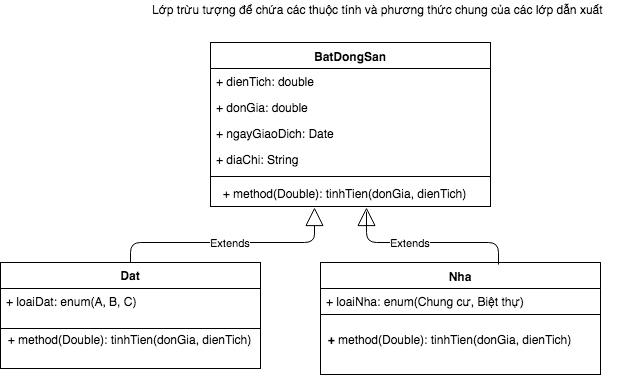 Lớp trừu tượng để chứa các thuộc tính và phương thức chung của các lớp dẫn xuất
BatDongSan
+ dienTich: double
+ donGia: double
+ ngayGiaoDich: Date
+ diaChi: String
+ method(Double): tinhTien(donGia, dienTich)
Extends
Extends
Dat
+ loaiDat: enum(A, B, C)
+ method(Double): tinhTien(donGia, dienTich)
Nha
+ loaiNha: enum(Chung cư, Biệt thự)
+ method(Double): tinhTien(donGia, dienTich)